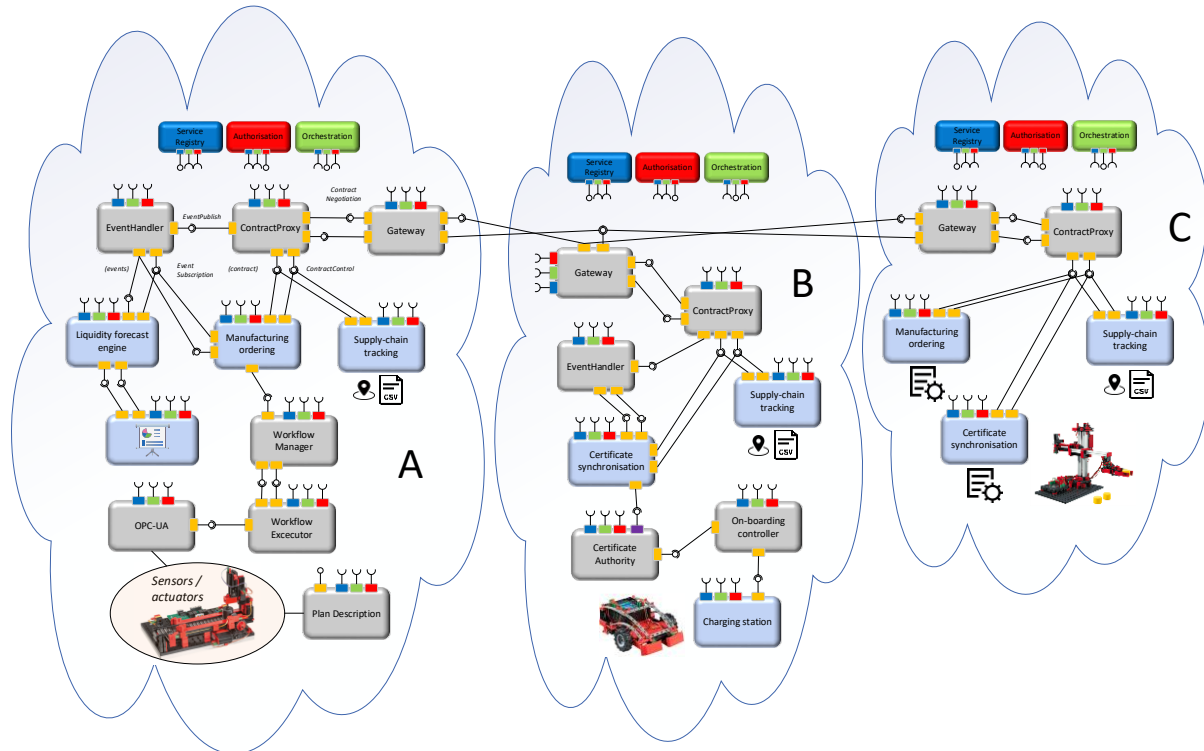 Service
Registry
Authorisation
Orchestration
EventHandler
EventPublish
ContractProxy
Contract
Negotiation
Gateway
(events)
Event
Subscription
(contract)
ContractControl
Liquidity forecast
engine
Manufacturing
ordering
Supply-chain
tracking
CSV
Workflow
Manager
A
OPC-UA
Workflow
Excecutor
Sensors /
actuators
Plan Description
Service
Registry
Authorisation
Orchestration
Gateway
B
ContractProxy
EventHandler
Supply-chain
tracking
CSV
Certificate
synchronisation
Certificate
Authority
On-boarding
controller
Charging station
Service
Registry
Authorisation
Orchestration
Gateway
ContractProxy
C
Manufacturing
ordering
Supply-chain
tracking
CSV
Certificate
synchronisation